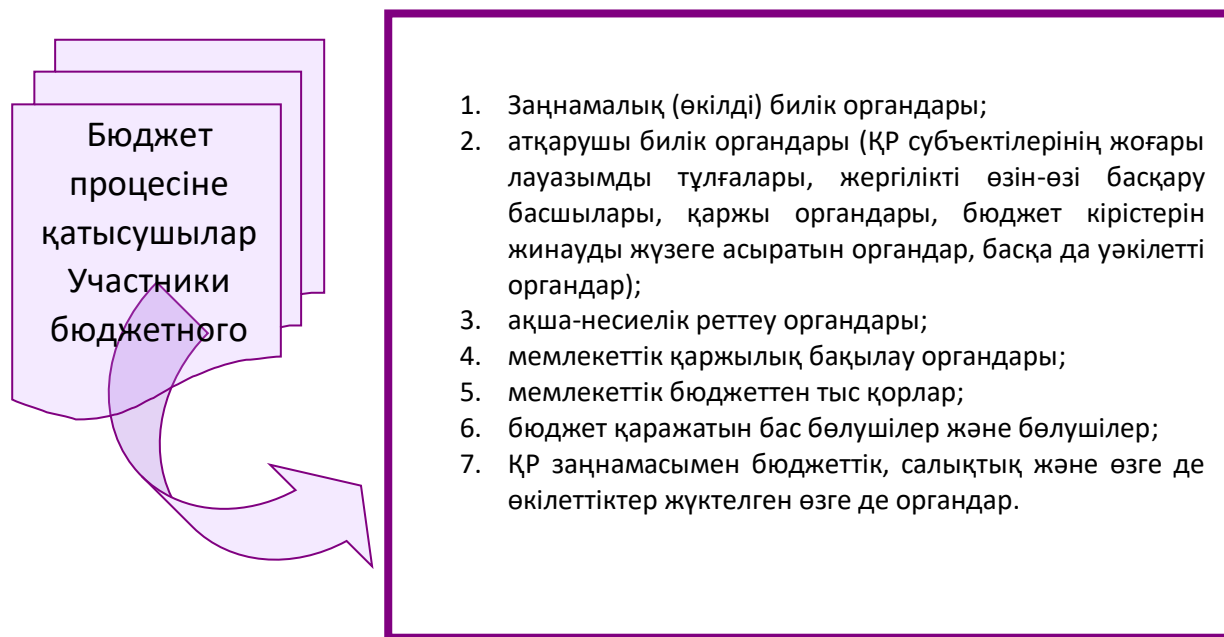 Бюджет
процесіне
қатысушылар
Участники
бюджетного
1. Заңнамалық (өкілді) билік органдары;
2. атқарушы билік органдары (ҚР субъектілерінің жоғары
лауазымды тұлғалары, жергілікті өзін-өзі басқару
басшылары, қаржы органдары, бюджет кірістерін
жинауды жүзеге асыратын органдар, басқа да уәкілетті
органдар);
3. ақша-несиелік реттеу органдары;
4. мемлекеттік қаржылық бақылау органдары;
5. мемлекеттік бюджеттен тыс қорлар;
6. бюджет қаражатын бас бөлушілер және бөлушілер;
7. ҚР заңнамасымен бюджеттік, салықтық және өзге де
өкілеттіктер жүктелген өзге де органдар.